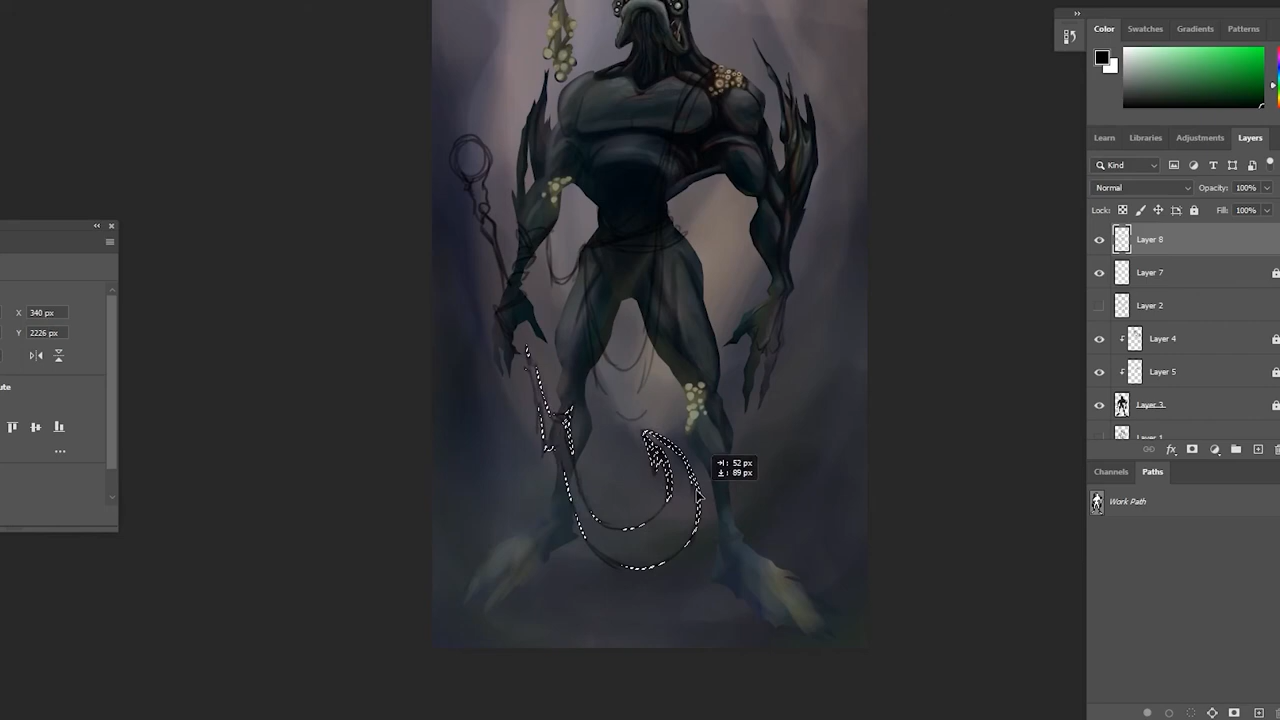 Color Swatches Gradients Patterns
Learn Libraries Adjustments Layers
Kind
Normal Opacity: 100%
Lock: Fill: 100%
Layer 8
Layer 7
Layer 2
Layer 4
Layer 5
Layer 3
Channels Paths
Work Path
X 340 px
Y 2226 px
ute
52 px
89 px